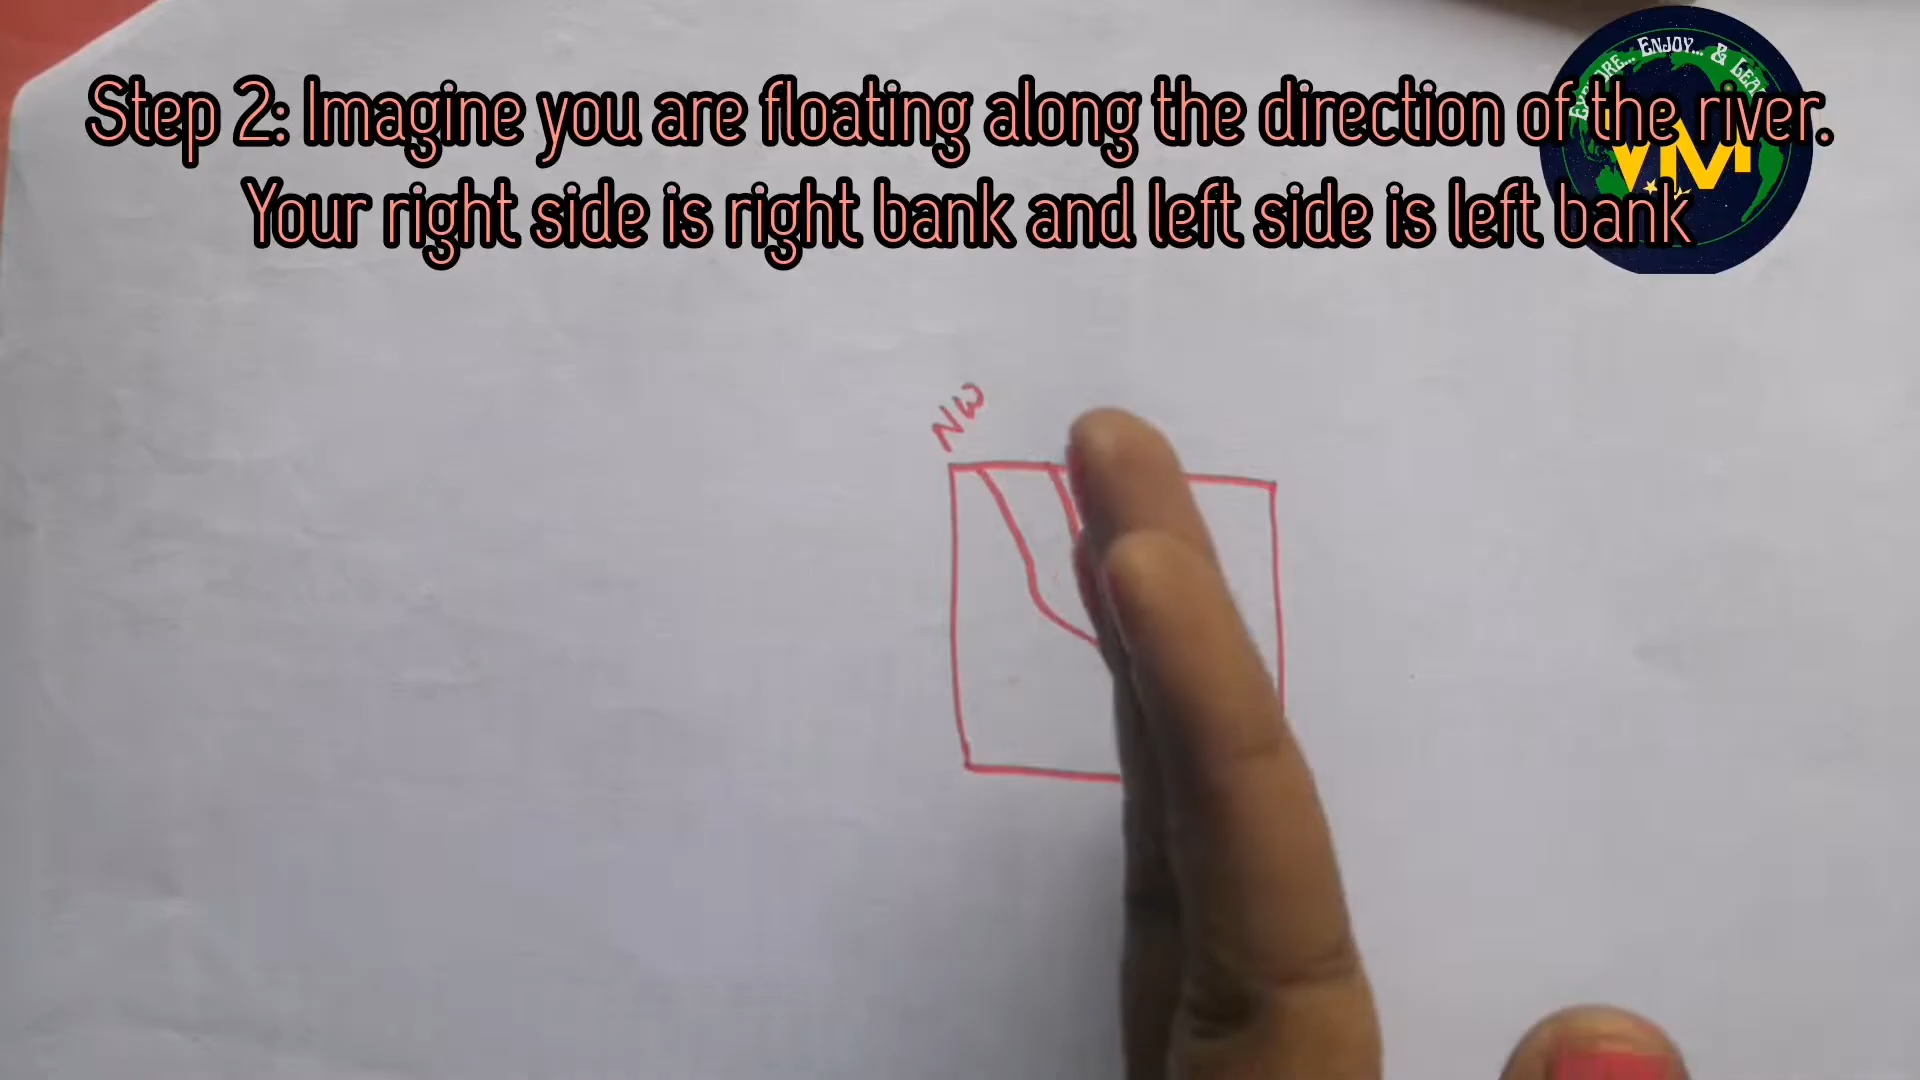 Step 2: Imagine you are floating along the direction of the river.
Your right side is right bank and left side is left bank
ENJOY... &
VM
NW